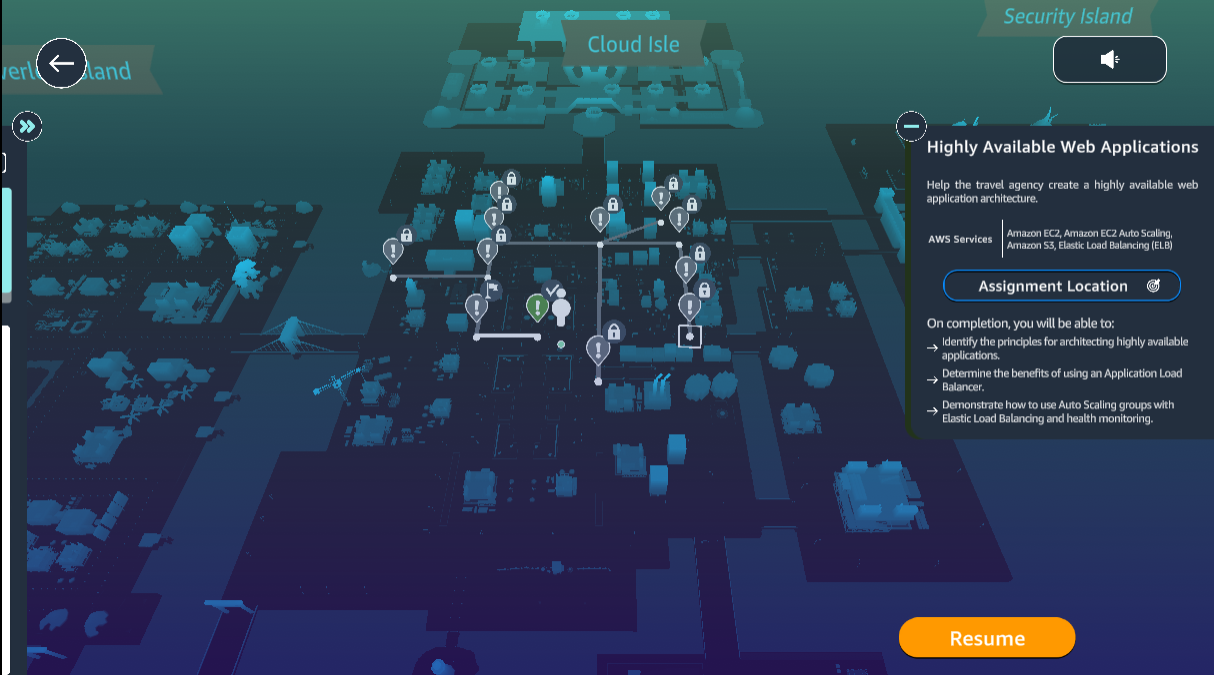 Security Island
Cloud Isle
Island
Highly Available Web Applications
Help the travel agency create a highly available web
application architecture.
AWS Services
Amazon EC2, Amazon EC2 Auto Scaling,
Amazon S3, Elastic Load Balancing (ELB)
Assignment Location
On completion, you will be able to:
→ Identify the principles for architecting highly available
applications.
→ Determine the benefits of using an Application Load
Balancer.
→ Demonstrate how to use Auto Scaling groups with
Elastic Load Balancing and health monitoring.
Resume